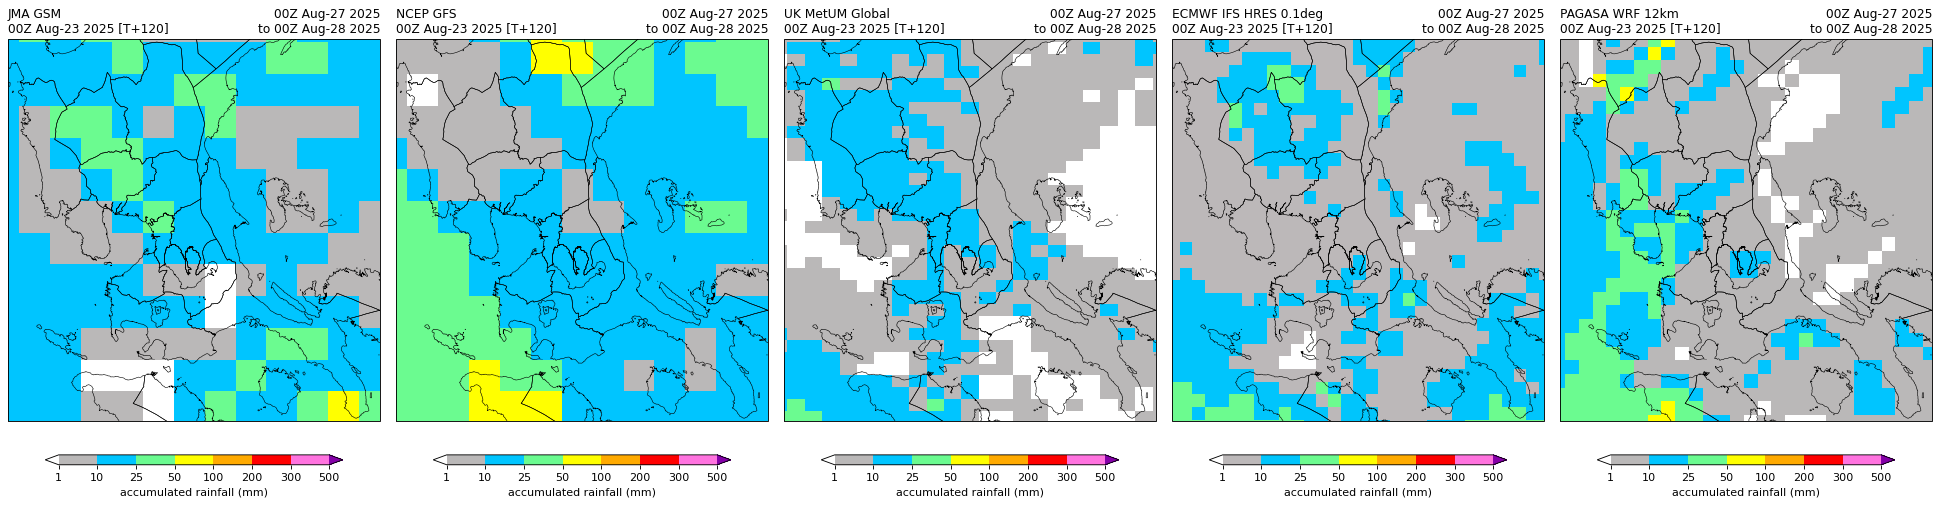 JMA GSM 00Z Aug-27 2025
00Z Aug-23 2025 [T+120] to 00Z Aug-28 2025
NCEP GFS 00Z Aug-27 2025
00Z Aug-23 2025 [T+120] to 00Z Aug-28 2025
UK MetUM Global 00Z Aug-27 2025
00Z Aug-23 2025 [T+120] to 00Z Aug-28 2025
ECMWF IFS HRES 0.1deg 00Z Aug-27 2025
00Z Aug-23 2025 [T+120] to 00Z Aug-28 2025
PAGASA WRF 12km 00Z Aug-27 2025
00Z Aug-23 2025 [T+120] to 00Z Aug-28 2025
1 10 25 50 100 200 300 500
accumulated rainfall (mm)
1 10 25 50 100 200 300 500
accumulated rainfall (mm)
1 10 25 50 100 200 300 500
accumulated rainfall (mm)
1 10 25 50 100 200 300 500
accumulated rainfall (mm)
1 10 25 50 100 200 300 500
accumulated rainfall (mm)